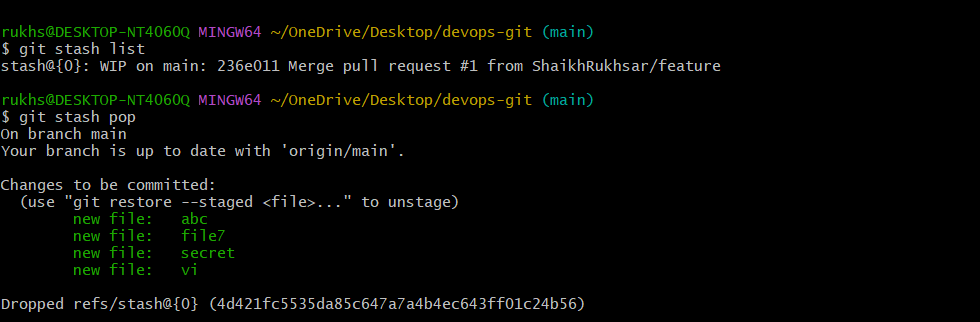 rukhs@DESKTOP-NT4060Q MINGW64 ~/OneDrive/Desktop/devops-git (main)
$ git stash list
stash@{0}: WIP on main: 236e011 Merge pull request #1 from ShaikhRukhsar/feature
rukhs@DESKTOP-NT4060Q MINGW64 ~/OneDrive/Desktop/devops-git (main)
$ git stash pop
On branch main
Your branch is up to date with 'origin/main'.
Changes to be committed:
  (use "git restore --staged <file>..." to unstage)
        new file:   abc
        new file:   file7
        new file:   secret
        new file:   vi
Dropped refs/stash@{0} (4d421fc5535da85c647a7a4b4ec643ff01c24b56)